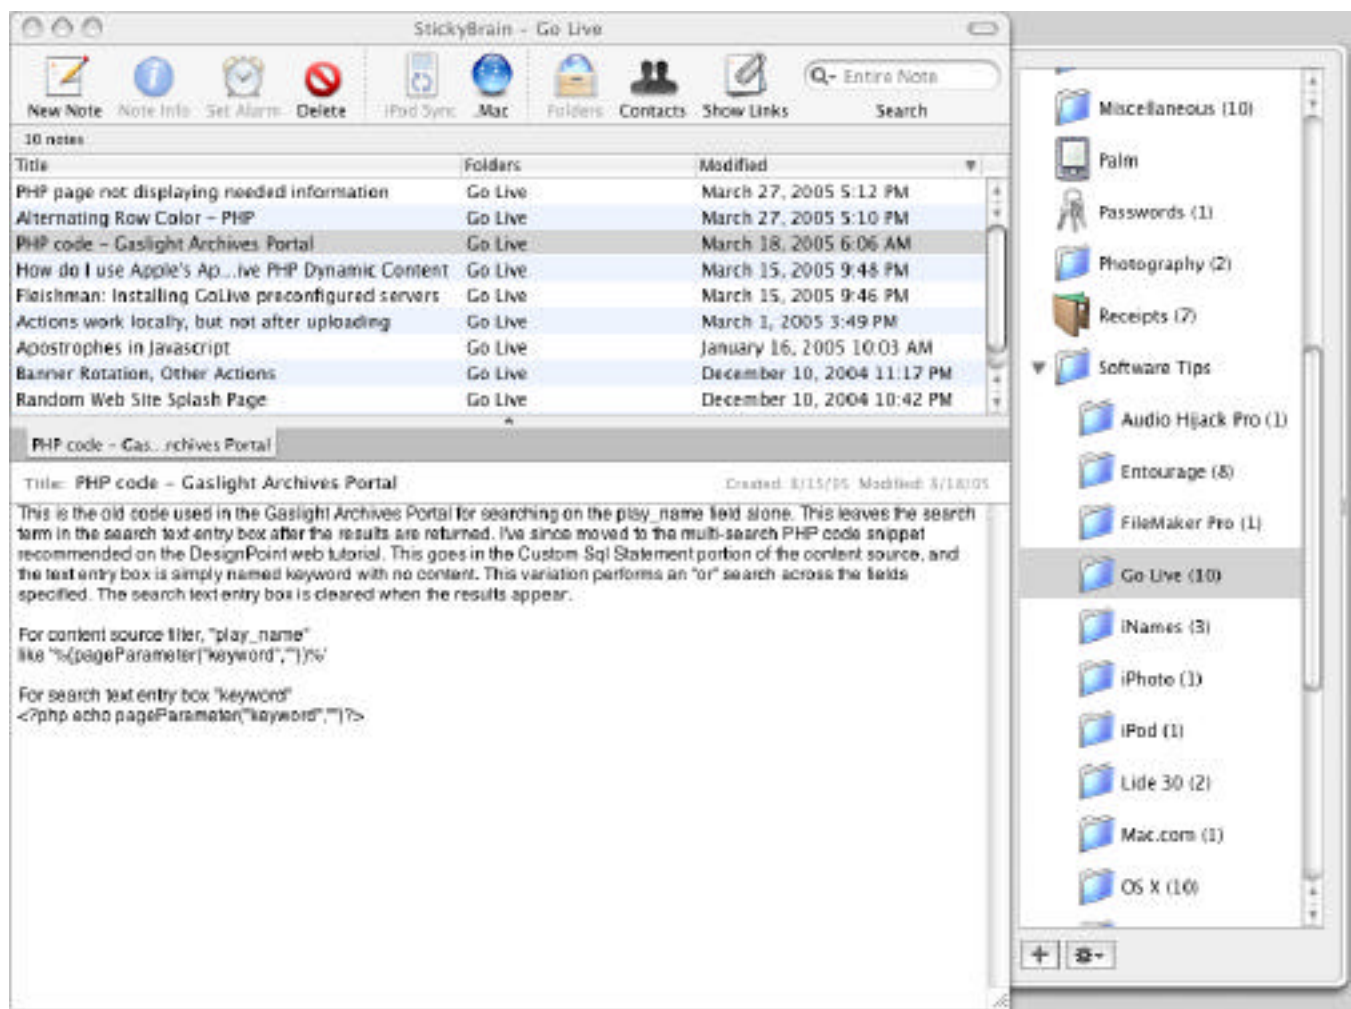 StickyBrain – Go Live
New Note Note Info Set Alarm Delete iPod Sync .Mac Folders Contacts Show Links Search
Entire Note
10 notes
Title Folders Modified
PHP page not displaying needed information Go Live March 27, 2005 5:12 PM
Alternating Row Color – PHP Go Live March 27, 2005 5:10 PM
PHP code – Gaslight Archives Portal Go Live March 18, 2005 6:06 AM
How do I use Apple's Ap...ive PHP Dynamic Content Go Live March 15, 2005 9:48 PM
Fleishman: Installing GoLive preconfigured servers Go Live March 15, 2005 9:46 PM
Actions work locally, but not after uploading Go Live March 1, 2005 3:49 PM
Apostrophes in Javascript Go Live January 16, 2005 10:03 AM
Banner Rotation, Other Actions Go Live December 10, 2004 11:17 PM
Random Web Site Splash Page Go Live December 10, 2004 10:42 PM
PHP code – Gas...rchives Portal
Title: PHP code – Gaslight Archives Portal Created: 3/15/05 Modified: 3/18/05
This is the old code used in the Gaslight Archives Portal for searching on the play_name field alone. This leaves the search
term in the search text entry box after the results are returned. I've since moved to the multi-search PHP code snippet
recommended on the DesignPoint web tutorial. This goes in the Custom Sql Statement portion of the content source, and
the text entry box is simply named keyword with no content. This variation performs an "or" search across the fields
specified. The search text entry box is cleared when the results appear.
For content source filter, "play_name"
like '%{pageParameter("keyword","")}%'
For search text entry box "keyword"
<?php echo pageParameter("keyword","")?>
Miscellaneous (10)
Palm
Passwords (1)
Photography (2)
Receipts (7)
Software Tips
Audio Hijack Pro (1)
Entourage (8)
FileMaker Pro (1)
Go Live (10)
iNames (3)
iPhoto (1)
iPod (1)
Lide 30 (2)
Mac.com (1)
OS X (10)